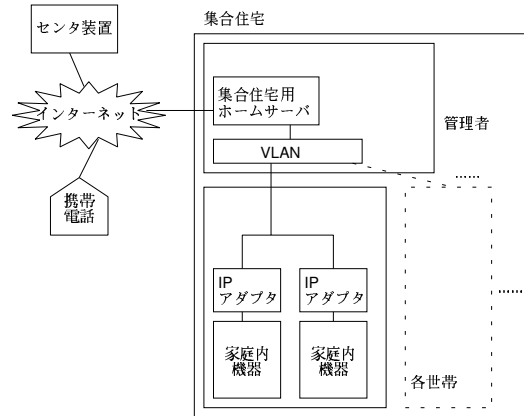 集合住宅
センタ装置
インターネット
集合住宅用
ホームサーバ
VLAN
管理者
携帯
電話
……
IP
アダプタ
IP
アダプタ
……
家庭内
機器
家庭内
機器
各世帯